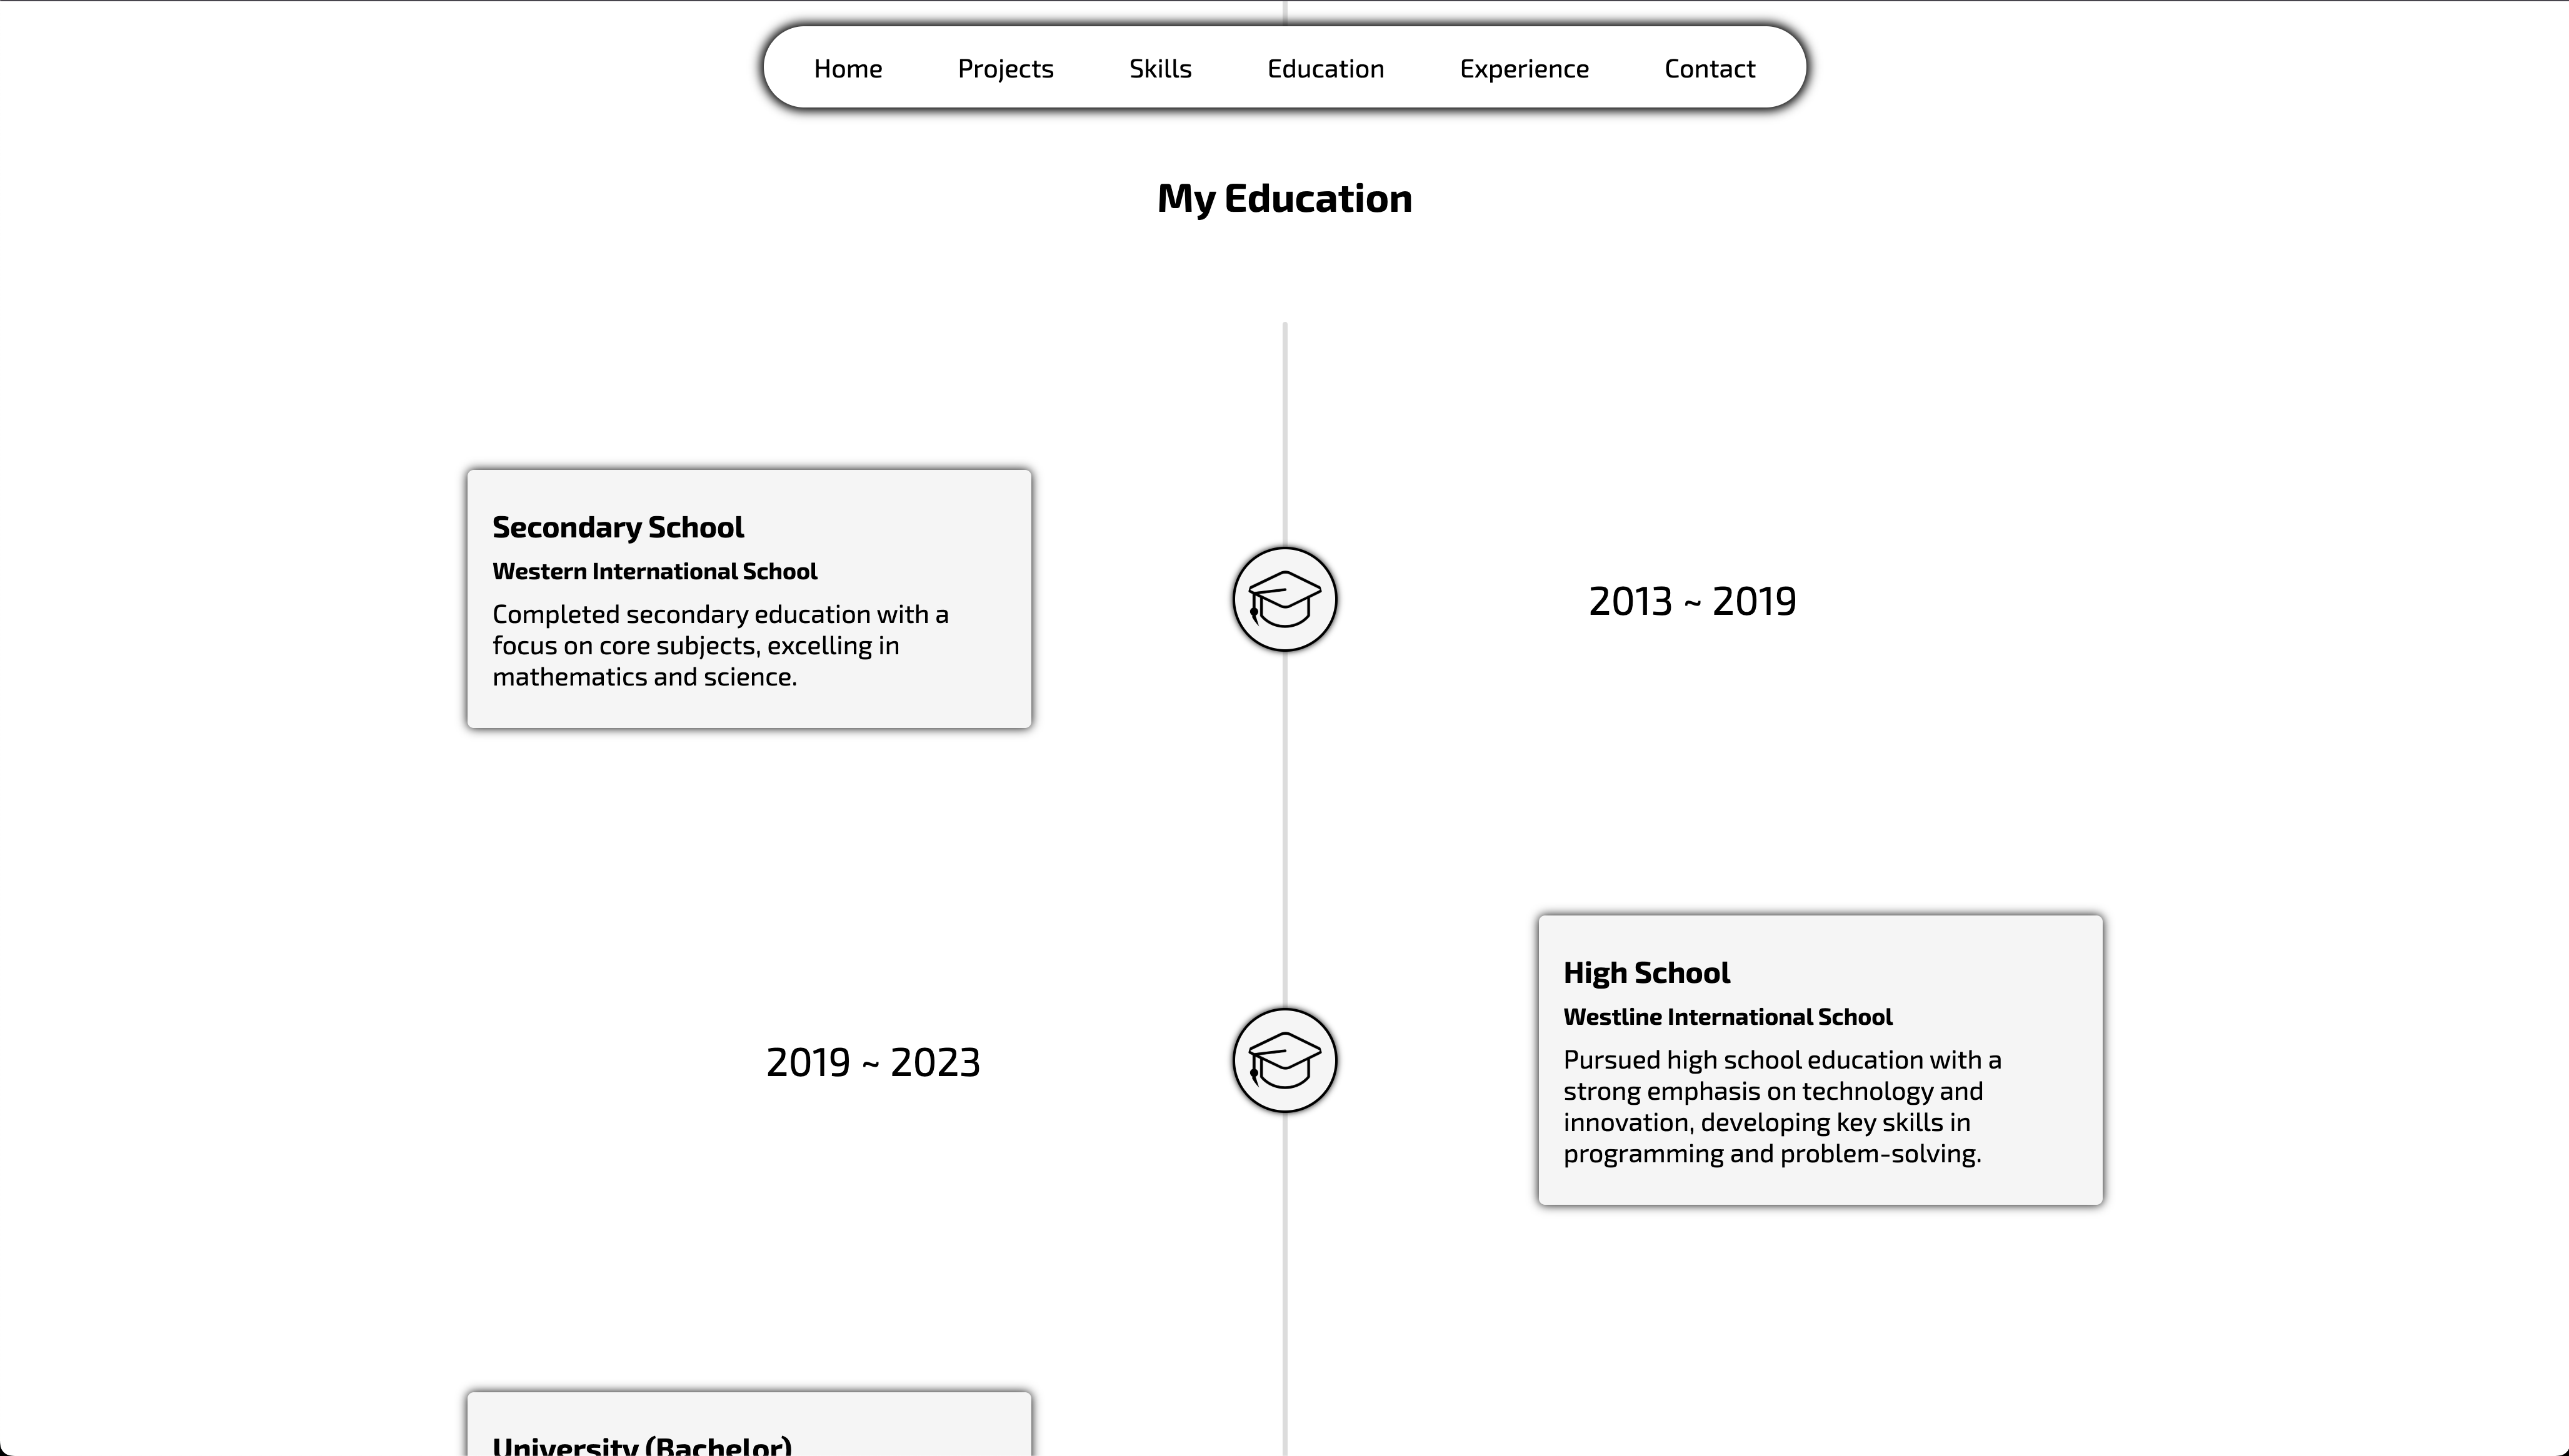 Home Projects Skills Education Experience Contact
My Education
Secondary School
Western International School
Completed secondary education with a
focus on core subjects, excelling in
mathematics and science.
2013 ~ 2019
2019 ~ 2023
High School
Westline International School
Pursued high school education with a
strong emphasis on technology and
innovation, developing key skills in
programming and problem-solving.
University (Bachelor)